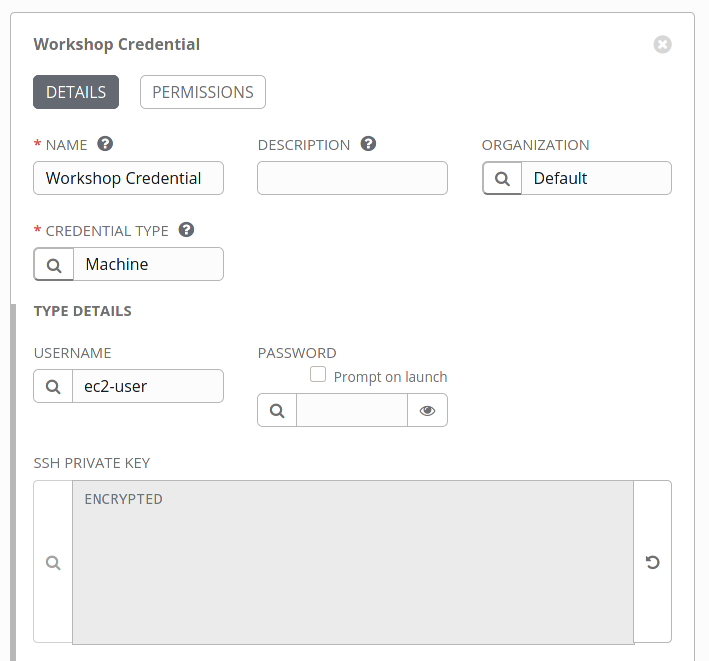 Workshop Credential
DETAILS PERMISSIONS
* NAME ? DESCRIPTION ? ORGANIZATION
Workshop Credential Default
* CREDENTIAL TYPE ?
Machine
TYPE DETAILS
USERNAME PASSWORD
Prompt on launch
ec2-user
SSH PRIVATE KEY
ENCRYPTED